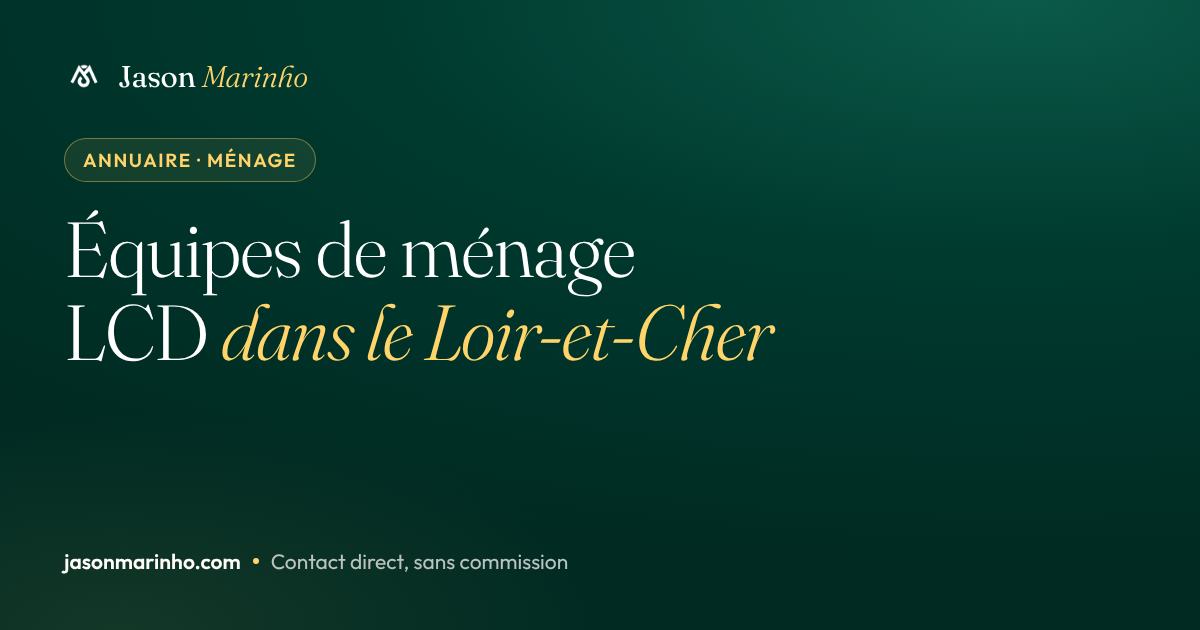 Jason Marinho
ANNUAIRE · MÉNAGE
Équipes de ménage
LCD dans le Loir-et-Cher
jasonmarinho.com • Contact direct, sans commission